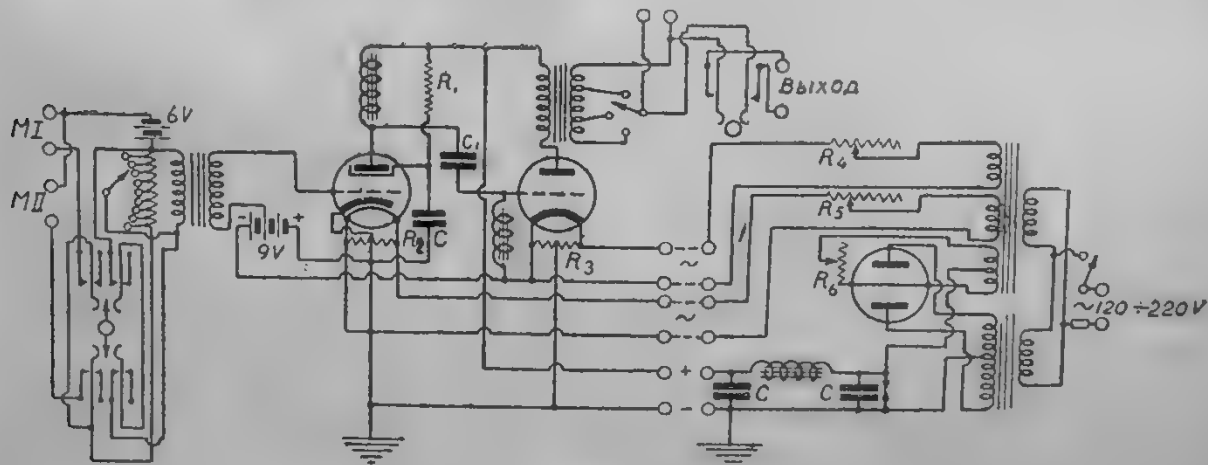 MI
MII
6V
9V
-
+
R₁
C₁
C
R₂
R₃
Выход
R₄
R₅
R₆
~
~
+
-
C
C
~120÷220V